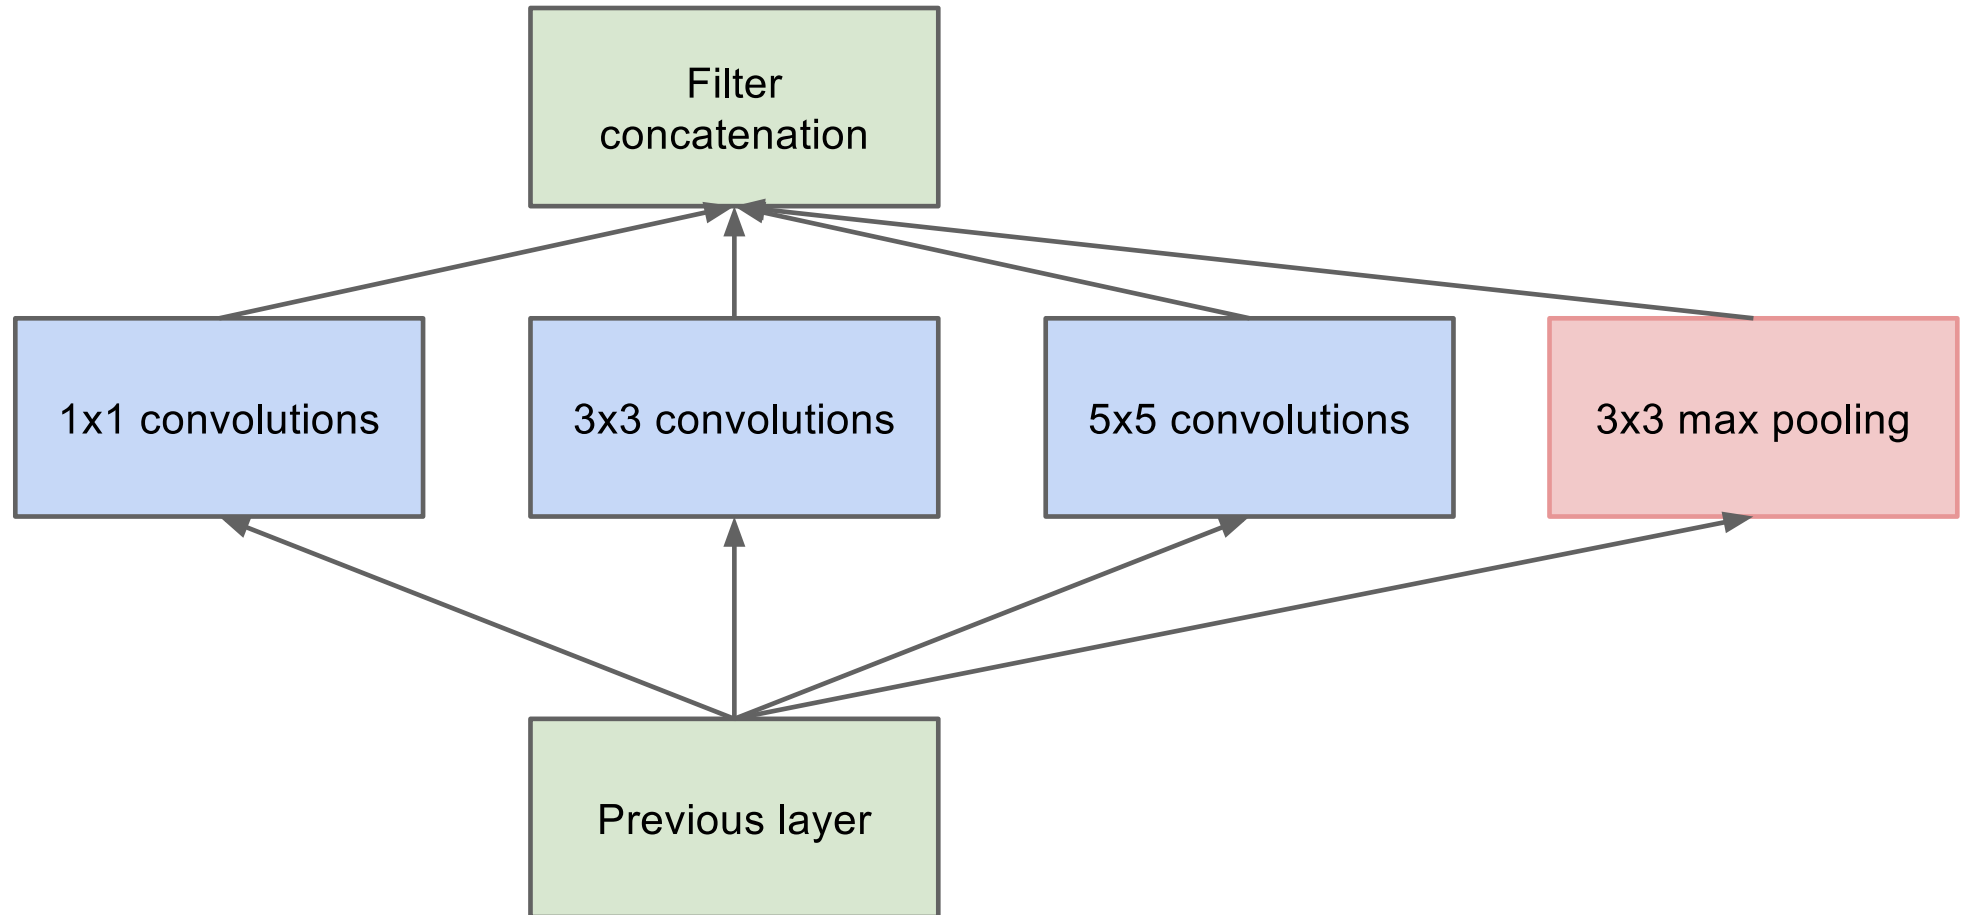 Filter
concatenation
1x1 convolutions
3x3 convolutions
5x5 convolutions
3x3 max pooling
Previous layer